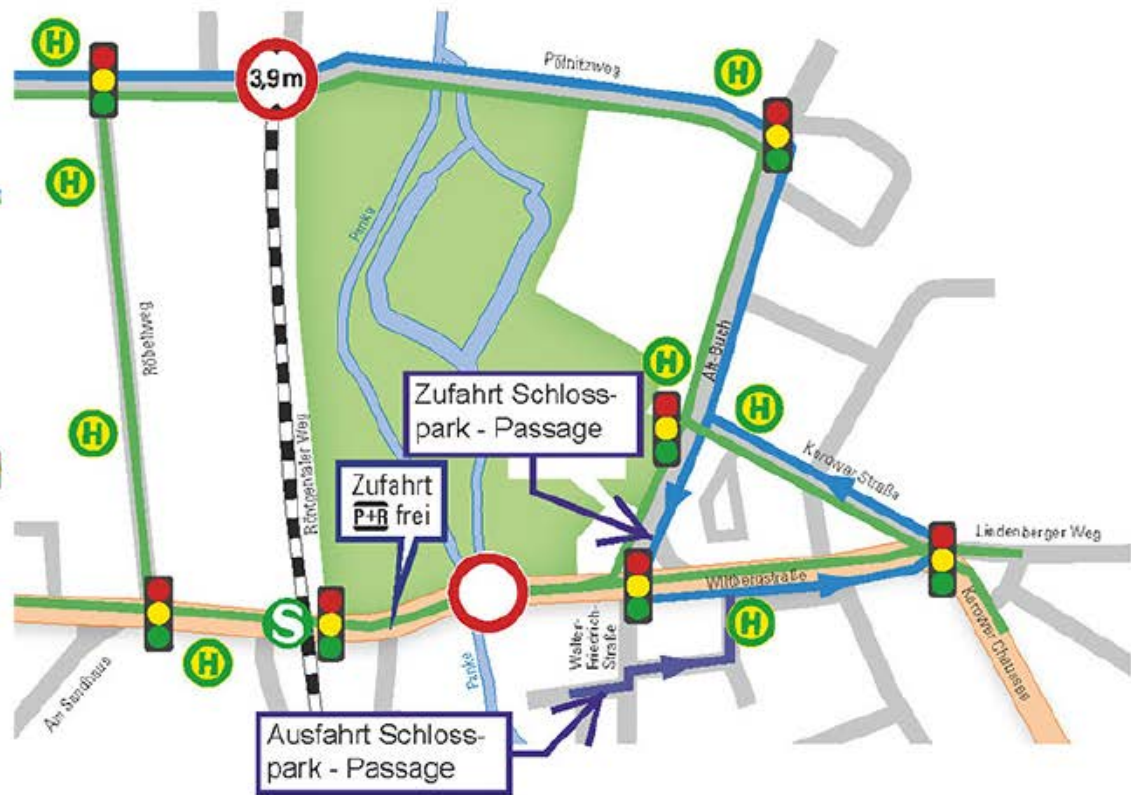 H
3,9m
Pölnitzweg
H
H
Panke
Röbellweg
Alt-Buch
H
Zufahrt Schloss-
park - Passage
H
H
Karower Straße
Röntgentaler Weg
Zufahrt
P+R frei
Lindenberger Weg
Wiltbergstraße
S
H
H
Walter-
Friedrich-
Straße
Karower Chaussee
Am Sandhaus
Panke
Ausfahrt Schloss-
park - Passage